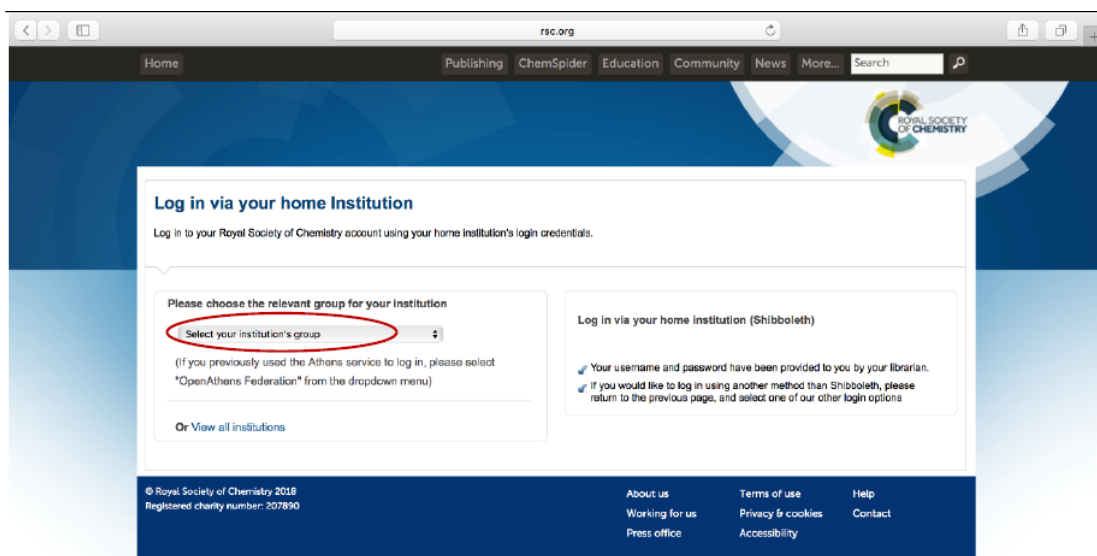 rsc.org
Home Publishing ChemSpider Education Community News More... Search
ROYAL SOCIETY
OF CHEMISTRY
Log in via your home Institution
Log in to your Royal Society of Chemistry account using your home institution's login credentials.
Please choose the relevant group for your institution
Select your institution's group
(If you previously used the Athens service to log in, please select
"OpenAthens Federation" from the dropdown menu)
Or View all institutions
Log in via your home institution (Shibboleth)
Your username and password have been provided to you by your librarian.
If you would like to log in using another method than Shibboleth, please
return to the previous page, and select one of our other login options
© Royal Society of Chemistry 2018
Registered charity number: 207890
About us
Working for us
Press office
Terms of use
Privacy & cookies
Accessibility
Help
Contact